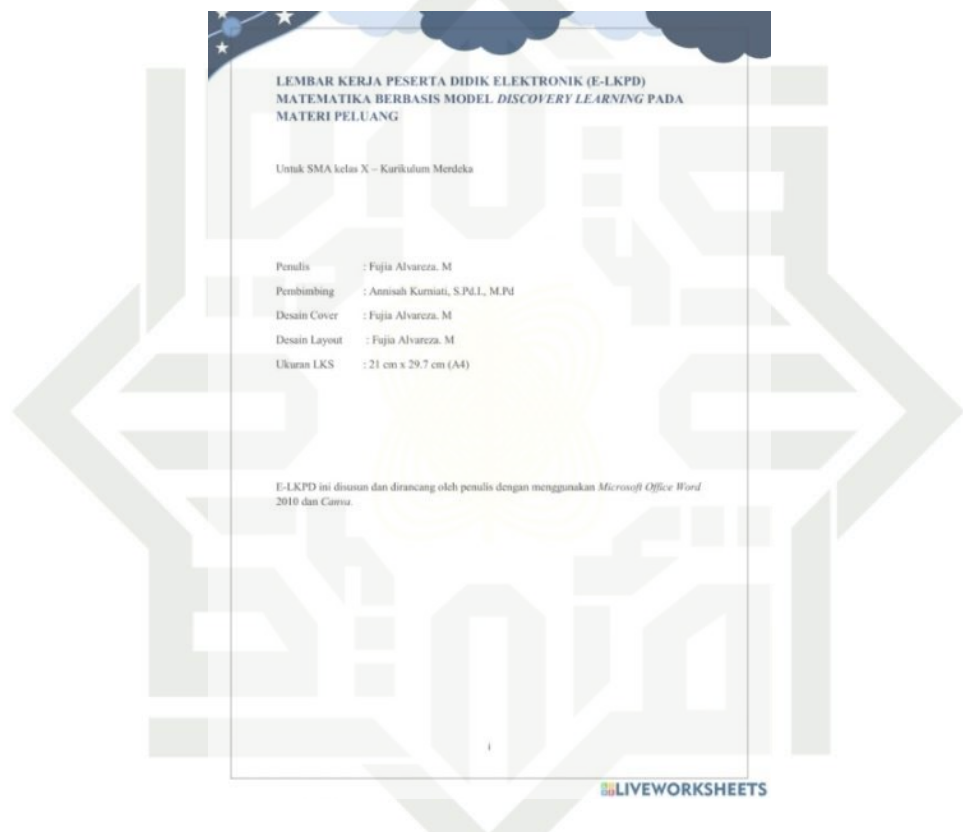 LEMBAR KERJA PESERTA DIDIK ELEKTRONIK (E-LKPD)
MATEMATIKA BERBASIS MODEL DISCOVERY LEARNING PADA
MATERI PELUANG
Untuk SMA kelas X – Kurikulum Merdeka
Penulis : Fujia Alvareza. M
Pembimbing : Annisah Kurniati, S.Pd.I., M.Pd
Desain Cover : Fujia Alvareza. M
Desain Layout : Fujia Alvareza. M
Ukuran LKS : 21 cm x 29.7 cm (A4)
E-LKPD ini disusun dan dirancang oleh penulis dengan menggunakan Microsoft Office Word
2010 dan Canva.
i
LIVEWORKSHEETS